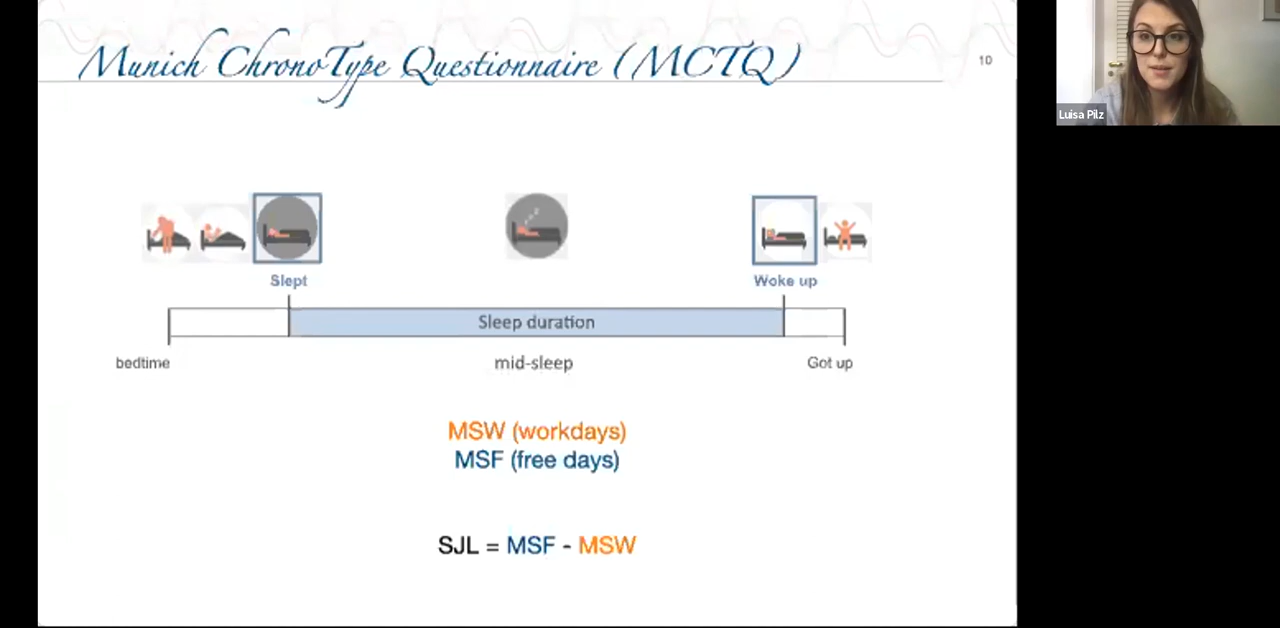 Munich ChronoType Questionnaire (MCTQ)
10
Luisa Pilz
Slept
Woke up
Sleep duration
bedtime
mid-sleep
Got up
MSW (workdays)
MSF (free days)
SJL = MSF - MSW